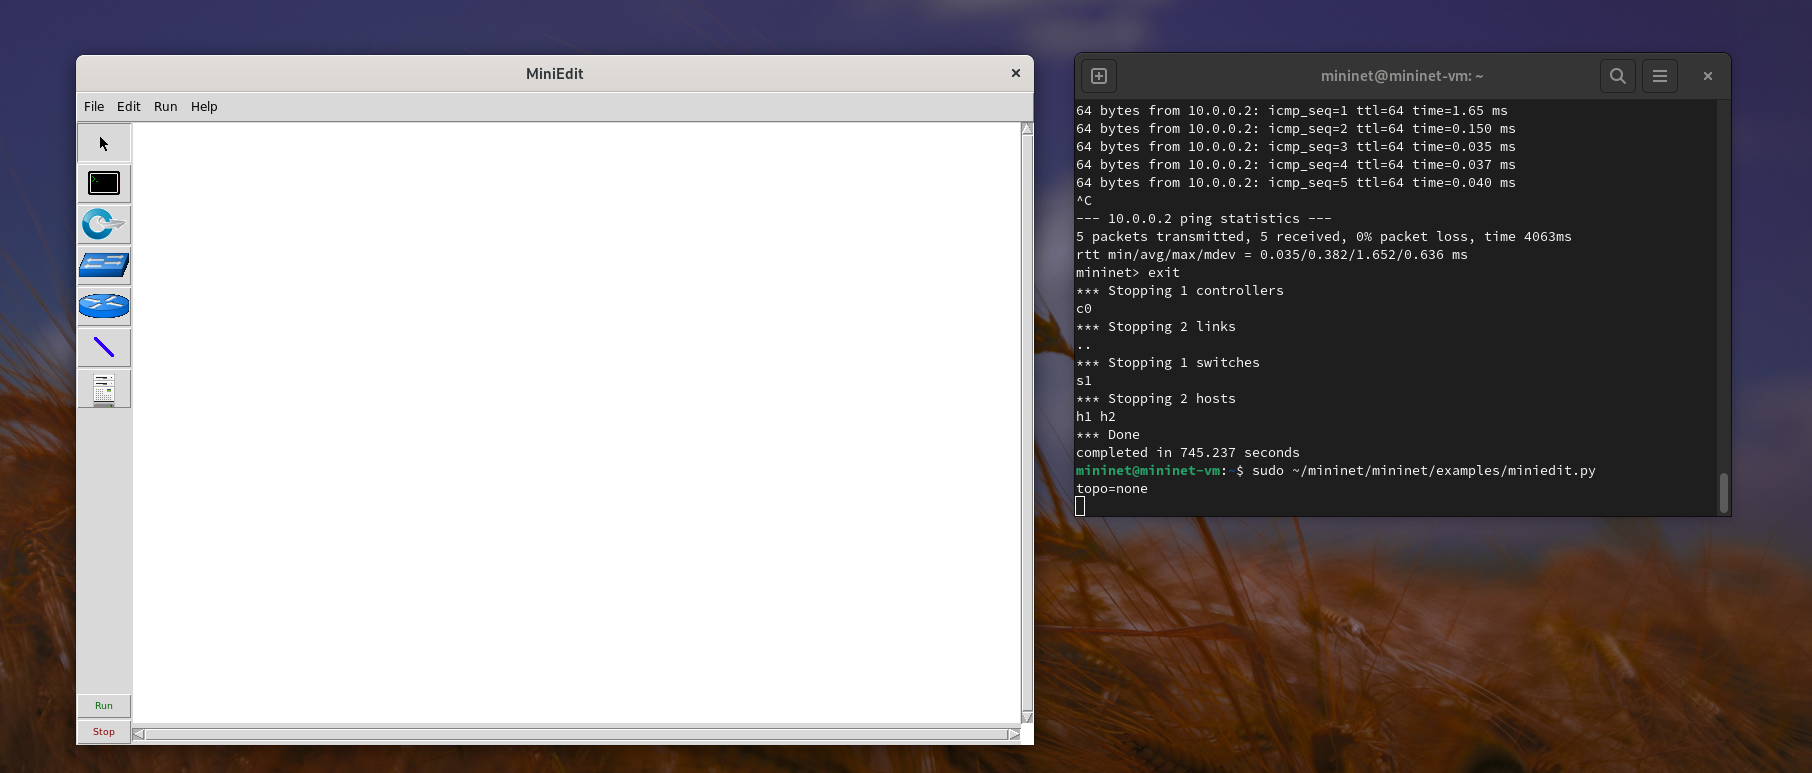 MiniEdit
File Edit Run Help
Run
Stop
mininet@mininet-vm: ~
64 bytes from 10.0.0.2: icmp_seq=1 ttl=64 time=1.65 ms
64 bytes from 10.0.0.2: icmp_seq=2 ttl=64 time=0.150 ms
64 bytes from 10.0.0.2: icmp_seq=3 ttl=64 time=0.035 ms
64 bytes from 10.0.0.2: icmp_seq=4 ttl=64 time=0.037 ms
64 bytes from 10.0.0.2: icmp_seq=5 ttl=64 time=0.040 ms
^C
--- 10.0.0.2 ping statistics ---
5 packets transmitted, 5 received, 0% packet loss, time 4063ms
rtt min/avg/max/mdev = 0.035/0.382/1.652/0.636 ms
mininet> exit
*** Stopping 1 controllers
c0
*** Stopping 2 links
..
*** Stopping 1 switches
s1
*** Stopping 2 hosts
h1 h2
*** Done
completed in 745.237 seconds
mininet@mininet-vm:~$ sudo ~/mininet/mininet/examples/miniedit.py
topo=none